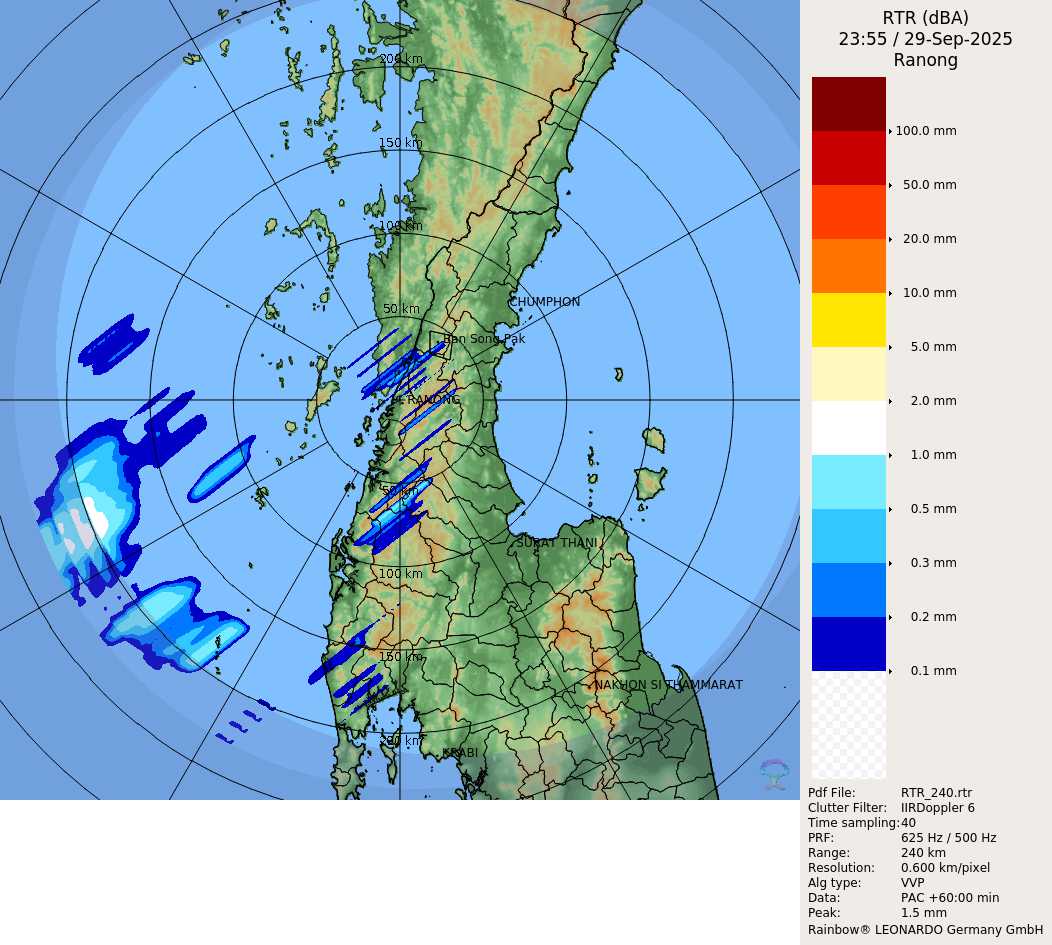 RTR (dBA)
23:55 / 29-Sep-2025
Ranong
200 km
150 km
100 km
50 km
CHUMPHON
Ban Song Pak
RANONG
50 km
SURAT THANI
100 km
150 km
NAKHON SI THAMMARAT
200 km
KRABI
100.0 mm
50.0 mm
20.0 mm
10.0 mm
5.0 mm
2.0 mm
1.0 mm
0.5 mm
0.3 mm
0.2 mm
0.1 mm
Pdf File: RTR_240.rtr
Clutter Filter: IIRDoppler 6
Time sampling: 40
PRF: 625 Hz / 500 Hz
Range: 240 km
Resolution: 0.600 km/pixel
Alg type: VVP
Data: PAC +60:00 min
Peak: 1.5 mm
Rainbow® LEONARDO Germany GmbH